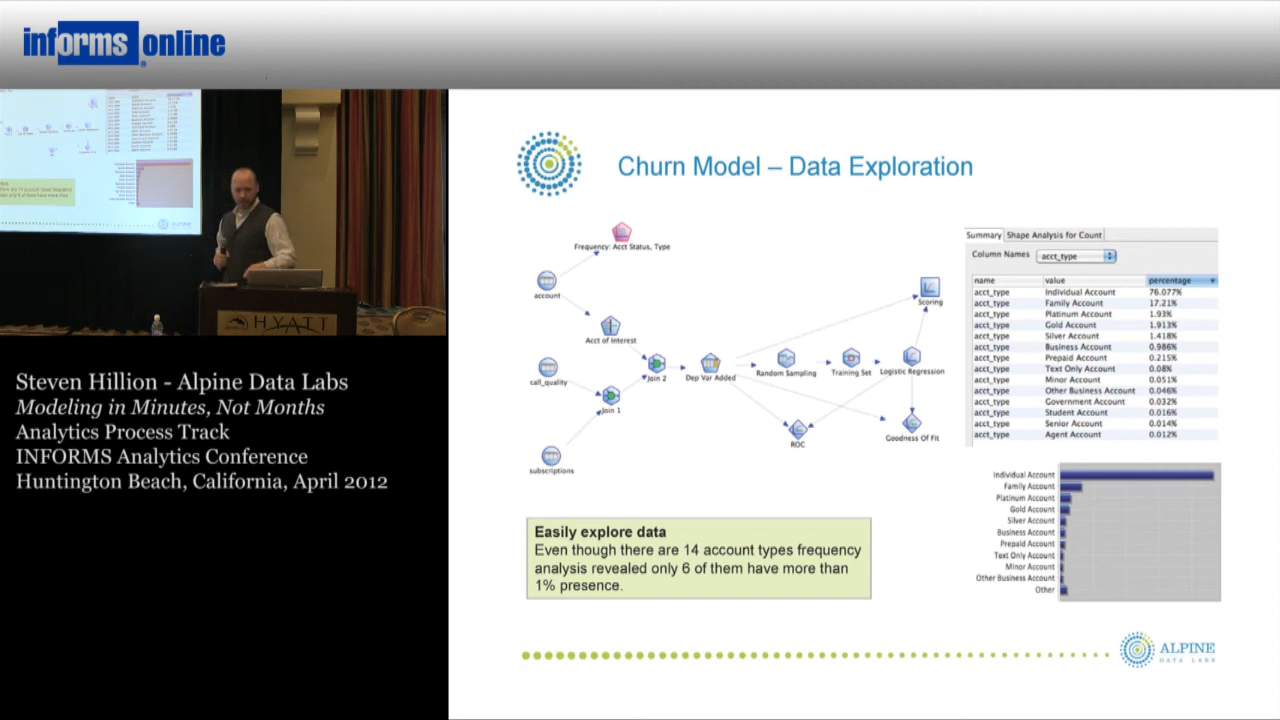 informs online
®
HYATT
Steven Hillion - Alpine Data Labs
Modeling in Minutes, Not Months
Analytics Process Track
INFORMS Analytics Conference
Huntington Beach, California, April 2012
Churn Model – Data Exploration
Frequency: Acct Status, Type
account
Acct of Interest
call_quality
Join 1
subscriptions
Join 2
Dep Var Added
Random Sampling
Training Set
Logistic Regression
Scoring
ROC
Goodness Of Fit
Summary Shape Analysis for Count
Column Names acct_type
name value percentage
acct_type Individual Account 76.077%
acct_type Family Account 17.21%
acct_type Platinum Account 1.93%
acct_type Gold Account 1.913%
acct_type Silver Account 1.418%
acct_type Business Account 0.986%
acct_type Prepaid Account 0.215%
acct_type Text Only Account 0.08%
acct_type Minor Account 0.051%
acct_type Other Business Account 0.046%
acct_type Government Account 0.032%
acct_type Student Account 0.016%
acct_type Senior Account 0.014%
acct_type Agent Account 0.012%
Individual Account
Family Account
Platinum Account
Gold Account
Silver Account
Business Account
Prepaid Account
Text Only Account
Minor Account
Other Business Account
Other
Easily explore data
Even though there are 14 account types frequency
analysis revealed only 6 of them have more than
1% presence.
ALPINE
DATA LABS